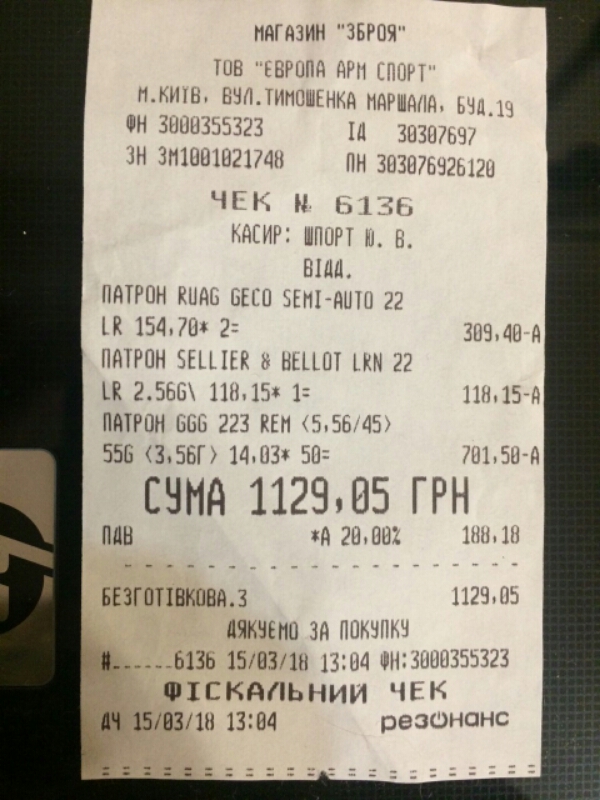 МАГАЗИН "ЗБРОЯ"
ТОВ "ЄВРОПА АРМ СПОРТ"
М.КИЇВ, ВУЛ.ТИМОШЕНКА МАРШАЛА, БУД.19
ФН 3000355323 ІД 30307697
ЗН ЗМ1001021748 ПН 303076926120
ЧЕК № 6136
КАСИР: ШПОРТ Ю. В.
ВІДД.
ПАТРОН RUAG GECO SEMI-AUTO 22
LR 154,70* 2= 309,40-А
ПАТРОН SELLIER & BELLOT LRN 22
LR 2.56G\ 118,15* 1= 118,15-А
ПАТРОН GGG 223 REM <5,56/45>
55G <3,56Г> 14,03* 50= 701,50-А
СУМА 1129,05 ГРН
ПДВ *А 20,00% 188,18
- - - - - - - - - - - - - - - - - -
БЕЗГОТІВКОВА.3 1129,05
ДЯКУЄМО ЗА ПОКУПКУ
#......6136 15/03/18 13:04 ФН:3000355323
ФІСКАЛЬНИЙ ЧЕК
ДЧ 15/03/18 13:04 резонанс